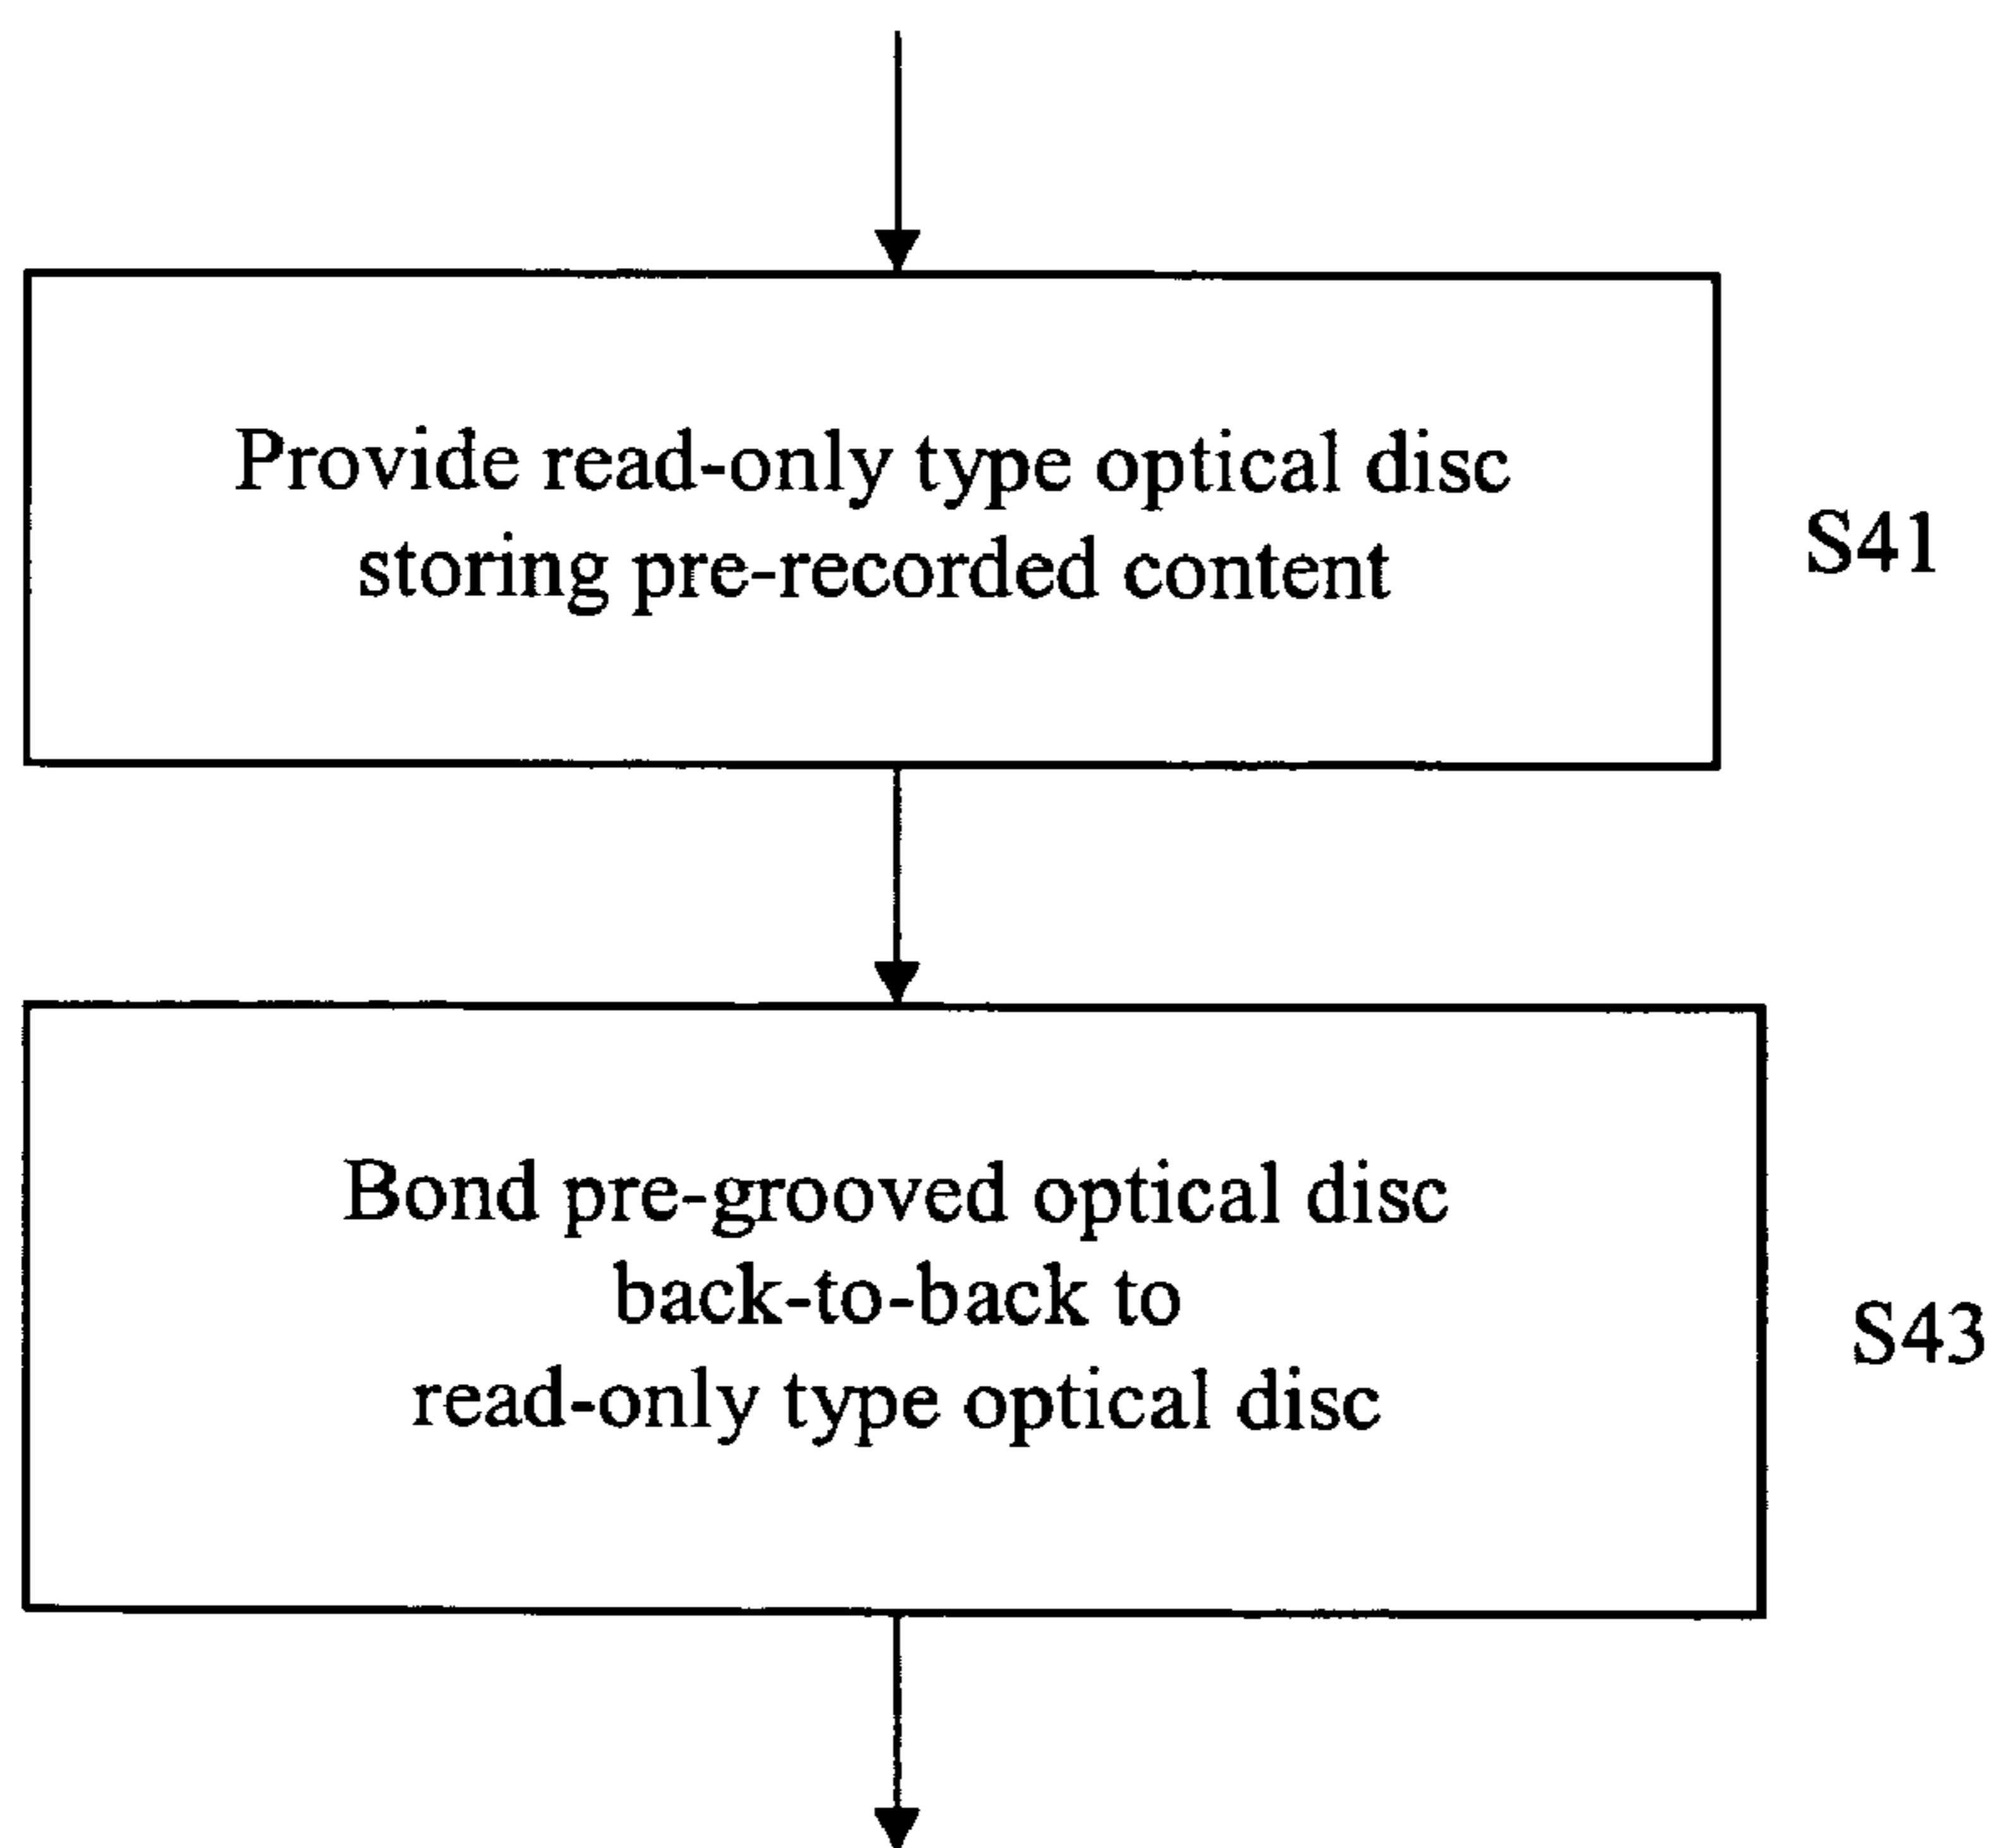 Provide read-only type optical disc
storing pre-recorded content
S41
Bond pre-grooved optical disc
back-to-back to
read-only type optical disc
S43